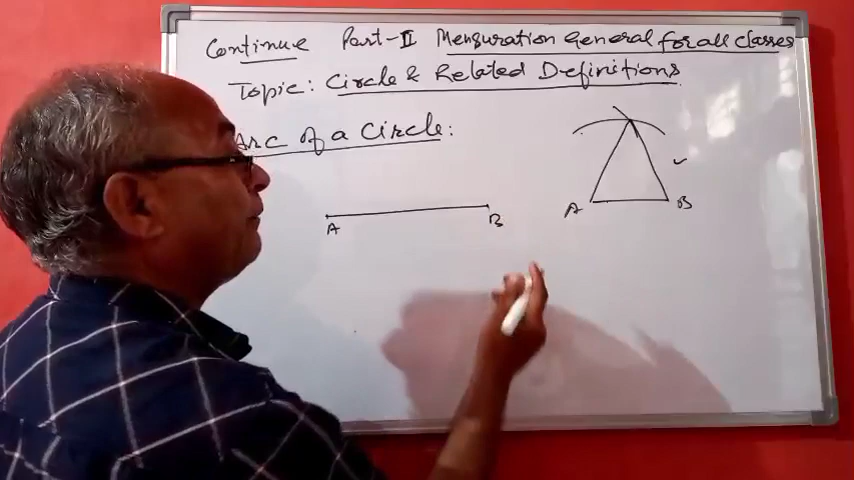 Continue Part-II Mensuration General for all classes
Topic: Circle & Related Definitions
Arc of a Circle:
A B
A B